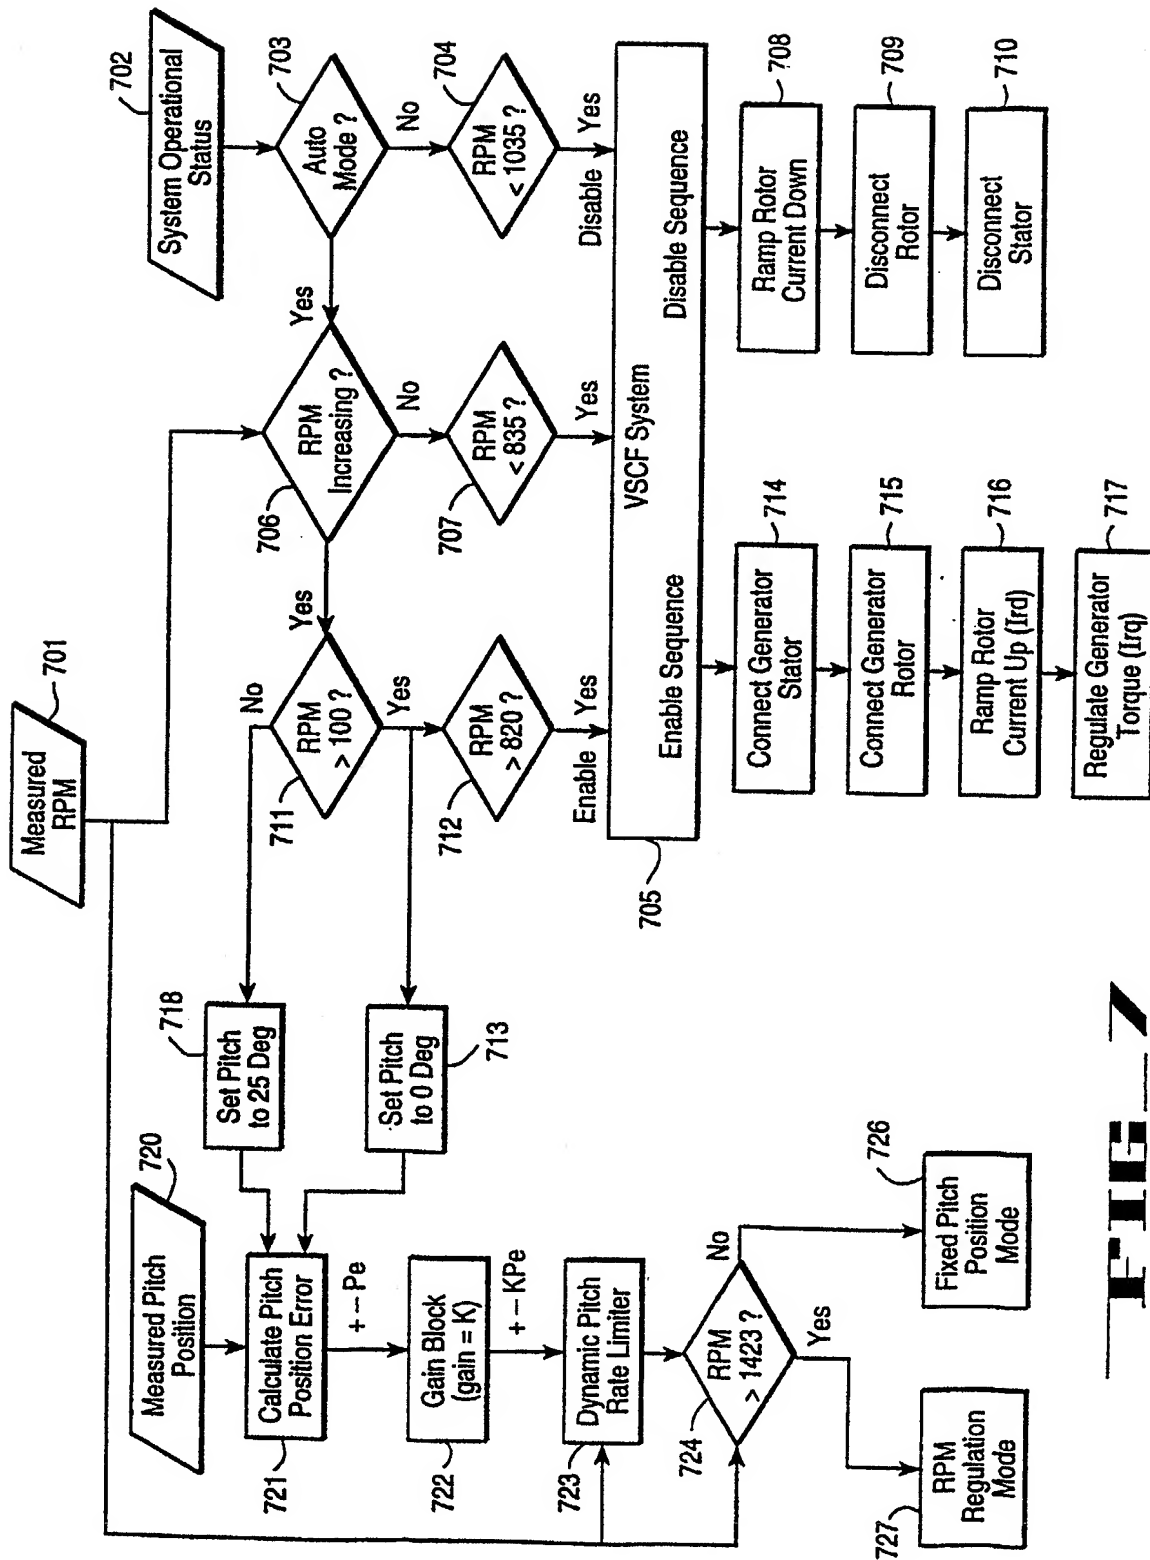 701
Measured
RPM
702
System Operational
Status
703
Auto
Mode ?
No
704
RPM
< 1035 ?
Disable
Yes
Yes
706
RPM
Increasing ?
No
707
RPM
< 835 ?
Yes
Yes
711
RPM
> 100 ?
No
Yes
712
RPM
> 820 ?
Enable
Yes
705
VSCF System
Enable Sequence
Disable Sequence
708
Ramp Rotor
Current Down
709
Disconnect
Rotor
710
Disconnect
Stator
714
Connect Generator
Stator
715
Connect Generator
Rotor
716
Ramp Rotor
Current Up (Ird)
717
Regulate Generator
Torque (Irq)
718
Set Pitch
to 25 Deg
713
Set Pitch
to 0 Deg
720
Measured Pitch
Position
721
Calculate Pitch
Position Error
+ – Pe
722
Gain Block
(gain = K)
+ – KPe
723
Dynamic Pitch
Rate Limiter
724
RPM
> 1423 ?
No
Yes
726
Fixed Pitch
Position
Mode
727
RPM
Regulation
Mode
FIG_7